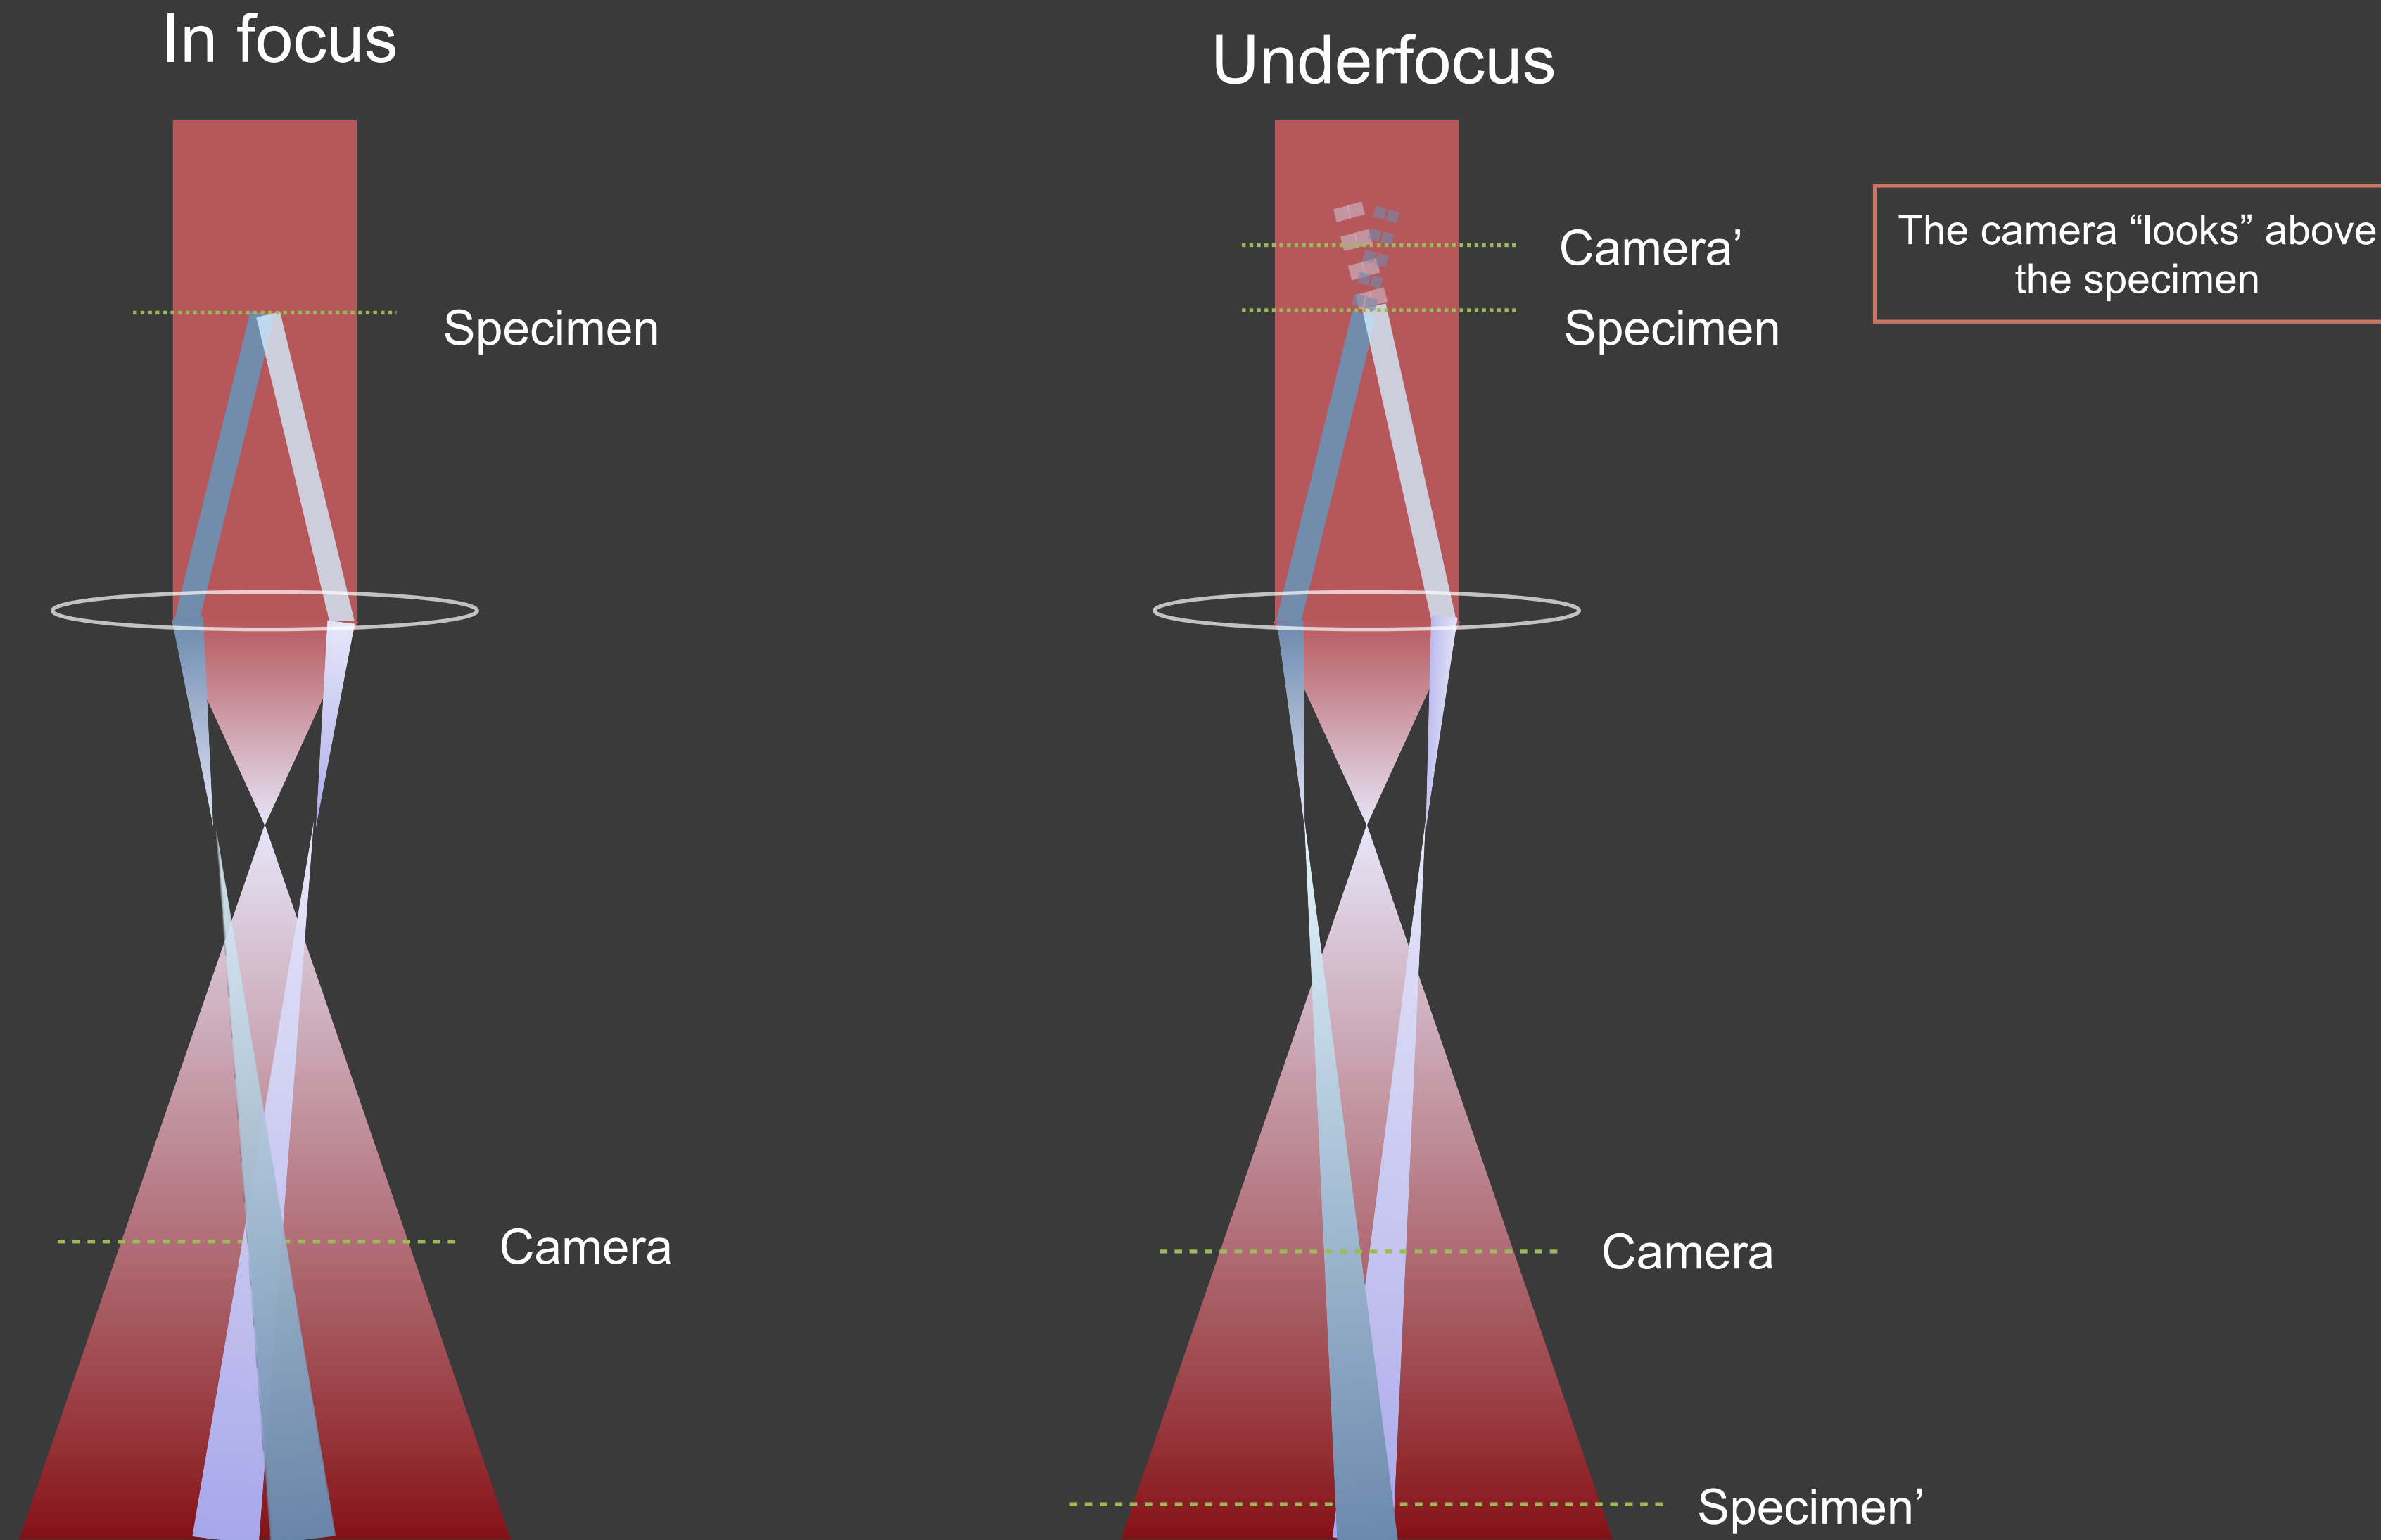 In focus
Underfocus
Camera’
The camera “looks” above
the specimen
Specimen
Specimen
Camera
Camera
Specimen’